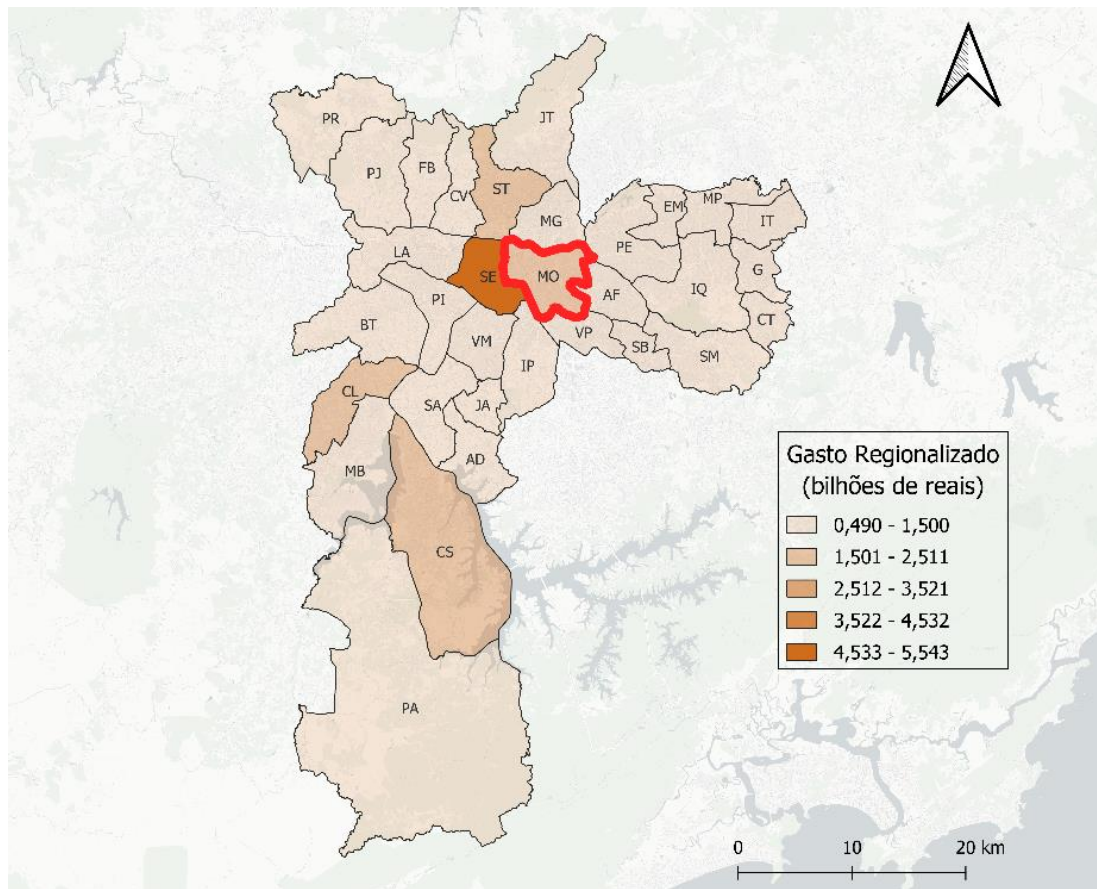 JT
PR
PJ
FB
CV
ST
MG
EM
MP
IT
PE
LA
SE
MO
G
IQ
AF
PI
BT
CT
VP
VM
SB
SM
IP
CL
SA
JA
MB
AD
CS
PA
Gasto Regionalizado
(bilhões de reais)
0,490 - 1,500
1,501 - 2,511
2,512 - 3,521
3,522 - 4,532
4,533 - 5,543
0 10 20 km